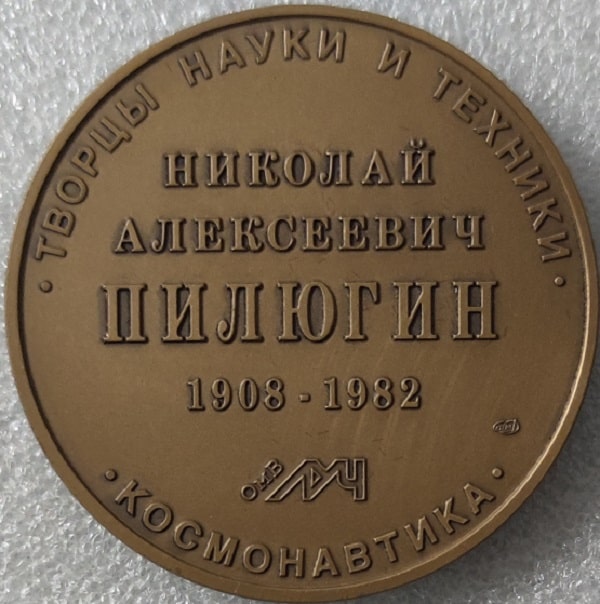 · ТВОРЦЫ НАУКИ И ТЕХНИКИ ·
НИКОЛАЙ
АЛЕКСЕЕВИЧ
ПИЛЮГИН
1908 - 1982
· КОСМОНАВТИКА ·